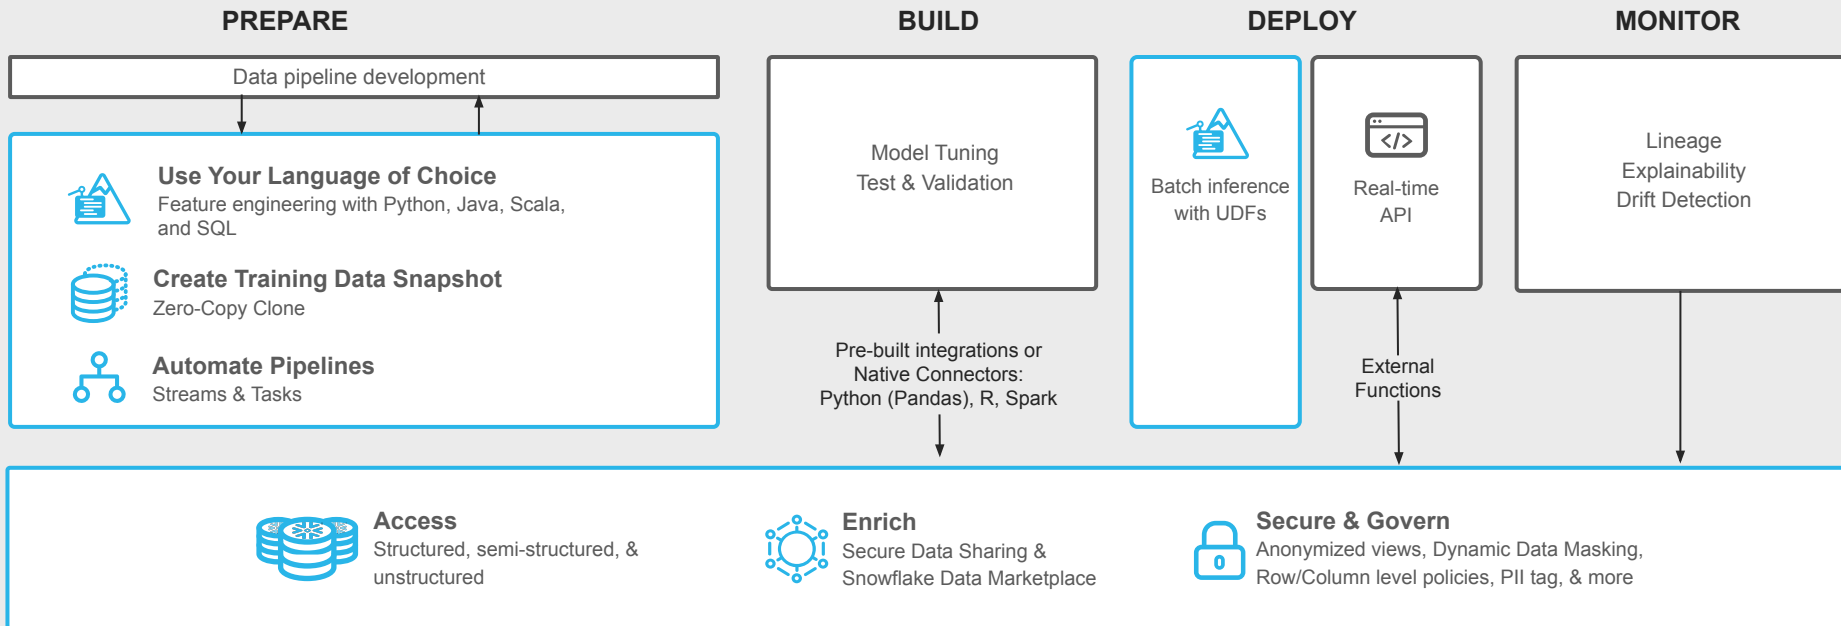 PREPARE
BUILD
DEPLOY
MONITOR
Data pipeline development
Use Your Language of Choice
Feature engineering with Python, Java, Scala,
and SQL
Create Training Data Snapshot
Zero-Copy Clone
Automate Pipelines
Streams & Tasks
Model Tuning
Test & Validation
Pre-built integrations or
Native Connectors:
Python (Pandas), R, Spark
Batch inference
with UDFs
</>
Real-time
API
External
Functions
Lineage
Explainability
Drift Detection
Access
Structured, semi-structured, &
unstructured
Enrich
Secure Data Sharing &
Snowflake Data Marketplace
Secure & Govern
Anonymized views, Dynamic Data Masking,
Row/Column level policies, PII tag, & more